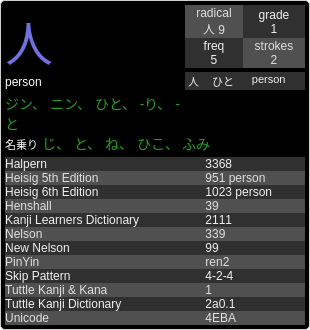 人
radical
人 9
grade
1
freq
5
strokes
2
person
人 ひと person
ジン、 ニン、 ひと、 -り、 -
と
名乗り じ、 と、 ね、 ひこ、 ふみ
Halpern 3368
Heisig 5th Edition 951 person
Heisig 6th Edition 1023 person
Henshall 39
Kanji Learners Dictionary 2111
Nelson 339
New Nelson 99
PinYin ren2
Skip Pattern 4-2-4
Tuttle Kanji & Kana 1
Tuttle Kanji Dictionary 2a0.1
Unicode 4EBA